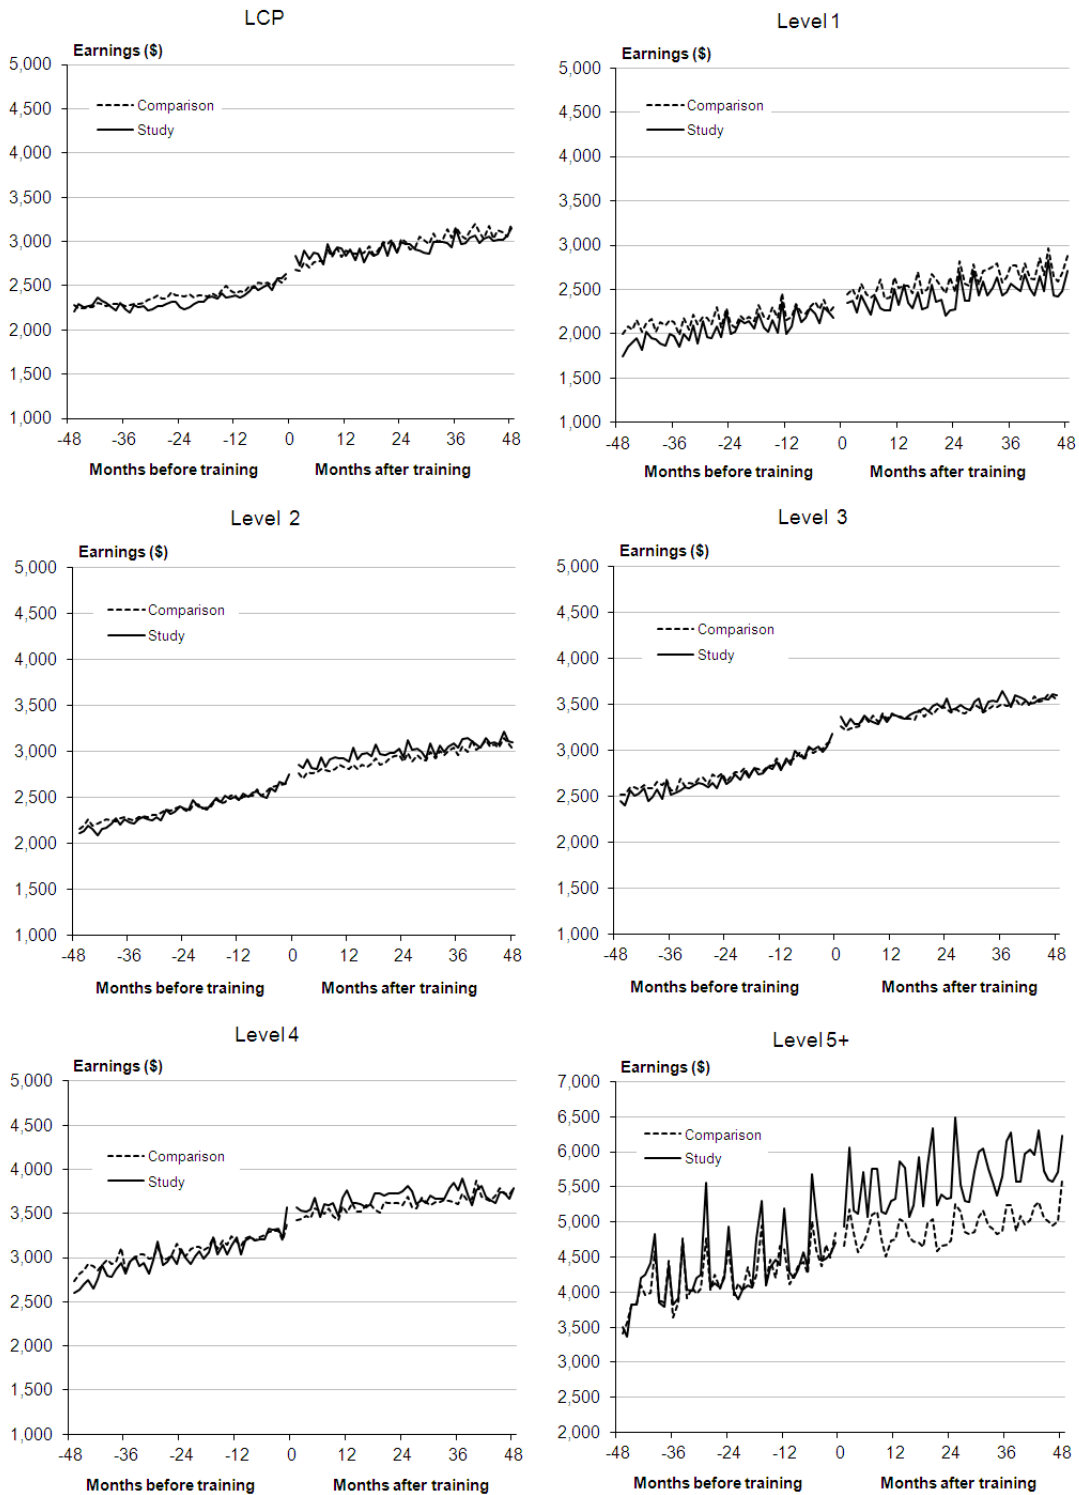 LCP
Earnings ($)
5,000
4,500
4,000
3,500
3,000
2,500
2,000
1,500
1,000
Comparison
Study
-48 -36 -24 -12 0 12 24 36 48
Months before training Months after training
Level 1
Earnings ($)
5,000
4,500
4,000
3,500
3,000
2,500
2,000
1,500
1,000
Comparison
Study
-48 -36 -24 -12 0 12 24 36 48
Months before training Months after training
Level 2
Earnings ($)
5,000
4,500
4,000
3,500
3,000
2,500
2,000
1,500
1,000
Comparison
Study
-48 -36 -24 -12 0 12 24 36 48
Months before training Months after training
Level 3
Earnings ($)
5,000
4,500
4,000
3,500
3,000
2,500
2,000
1,500
1,000
Comparison
Study
-48 -36 -24 -12 0 12 24 36 48
Months before training Months after training
Level 4
Earnings ($)
5,000
4,500
4,000
3,500
3,000
2,500
2,000
1,500
1,000
Comparison
Study
-48 -36 -24 -12 0 12 24 36 48
Months before training Months after training
Level 5+
Earnings ($)
7,000
6,500
6,000
5,500
5,000
4,500
4,000
3,500
3,000
2,500
2,000
Comparison
Study
-48 -36 -24 -12 0 12 24 36 48
Months before training Months after training